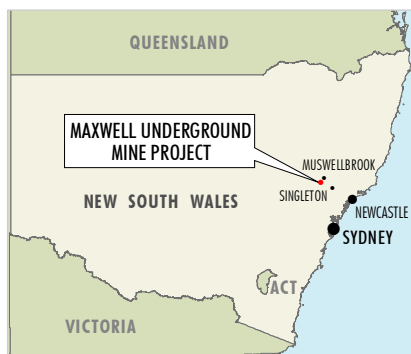 QUEENSLAND
MAXWELL UNDERGROUND
MINE PROJECT
MUSWELLBROOK
SINGLETON
NEW SOUTH WALES
NEWCASTLE
SYDNEY
ACT
VICTORIA